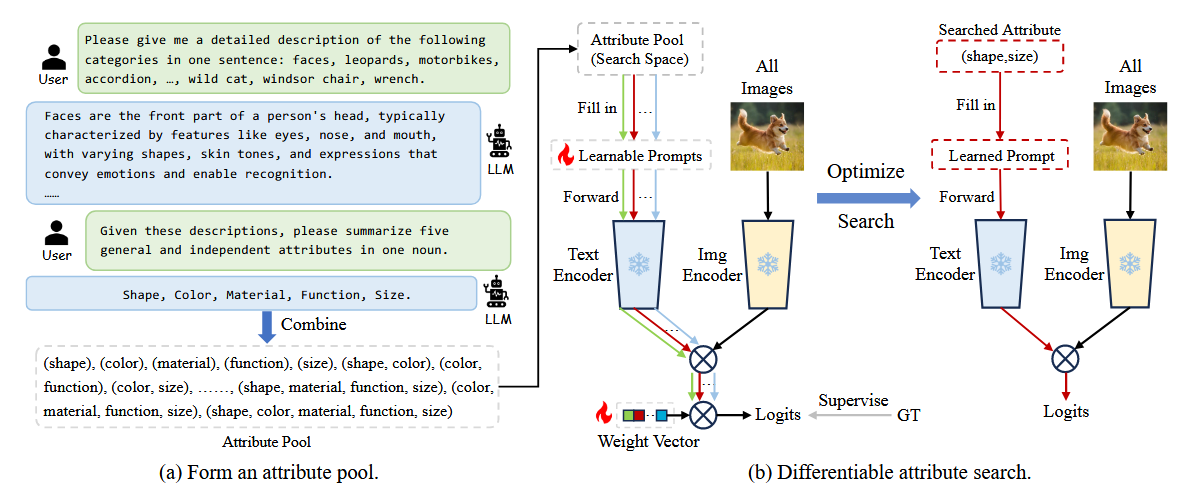 Please give me a detailed description of the following
categories in one sentence: faces, leopards, motorbikes,
accordion, …, wild cat, windsor chair, wrench.
User
Faces are the front part of a person's head, typically
characterized by features like eyes, nose, and mouth,
with varying shapes, skin tones, and expressions that
convey emotions and enable recognition.
……
LLM
Given these descriptions, please summarize five
general and independent attributes in one noun.
User
Shape, Color, Material, Function, Size.
LLM
Combine
(shape), (color), (material), (function), (size), (shape, color), (color,
function), (color, size), ……, (shape, material, function, size), (color,
material, function, size), (shape, color, material, function, size)
Attribute Pool
(a) Form an attribute pool.
Attribute Pool
(Search Space)
Fill in
...
Learnable Prompts
Forward
...
Text
Encoder
All
Images
Img
Encoder
...
...
Weight Vector
...
Logits
Supervise
GT
Optimize
Search
Searched Attribute
(shape,size)
Fill in
Learned Prompt
Forward
Text
Encoder
All
Images
Img
Encoder
Logits
(b) Differentiable attribute search.